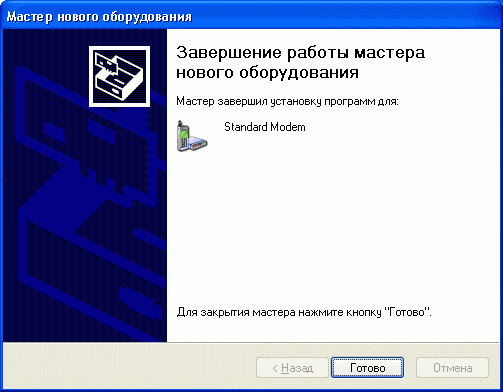 Мастер нового оборудования
Завершение работы мастера
нового оборудования
Мастер завершил установку программ для:
Standard Modem
Для закрытия мастера нажмите кнопку "Готово".
< Назад
Готово
Отмена